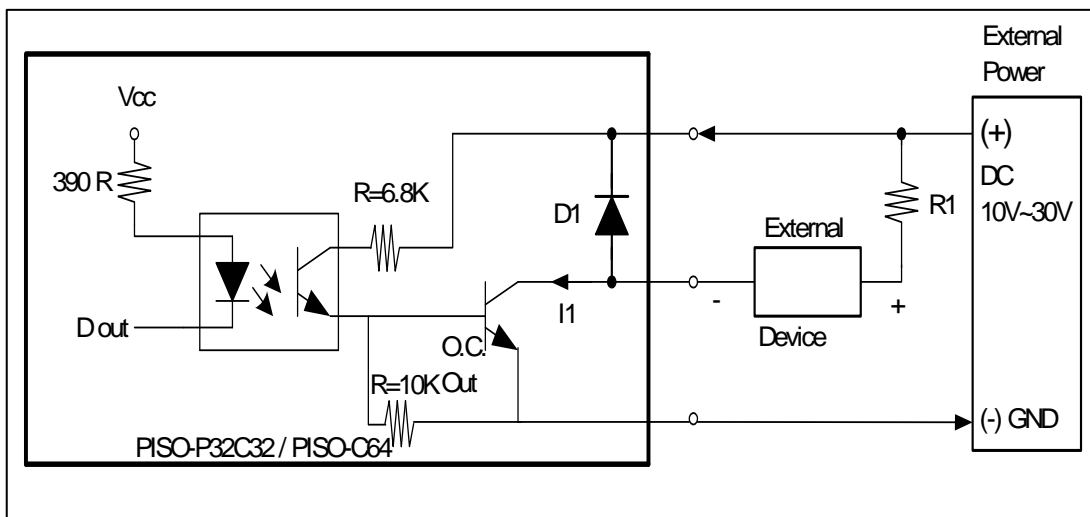 External
Power
Vcc
(+)
390 R
R=6.8K
D1
DC
R1
10V~30V
External
D out
I1
-
+
Device
O.C.
Out
R=10K
(-) GND
PISO-P32C32 / PISO-C64